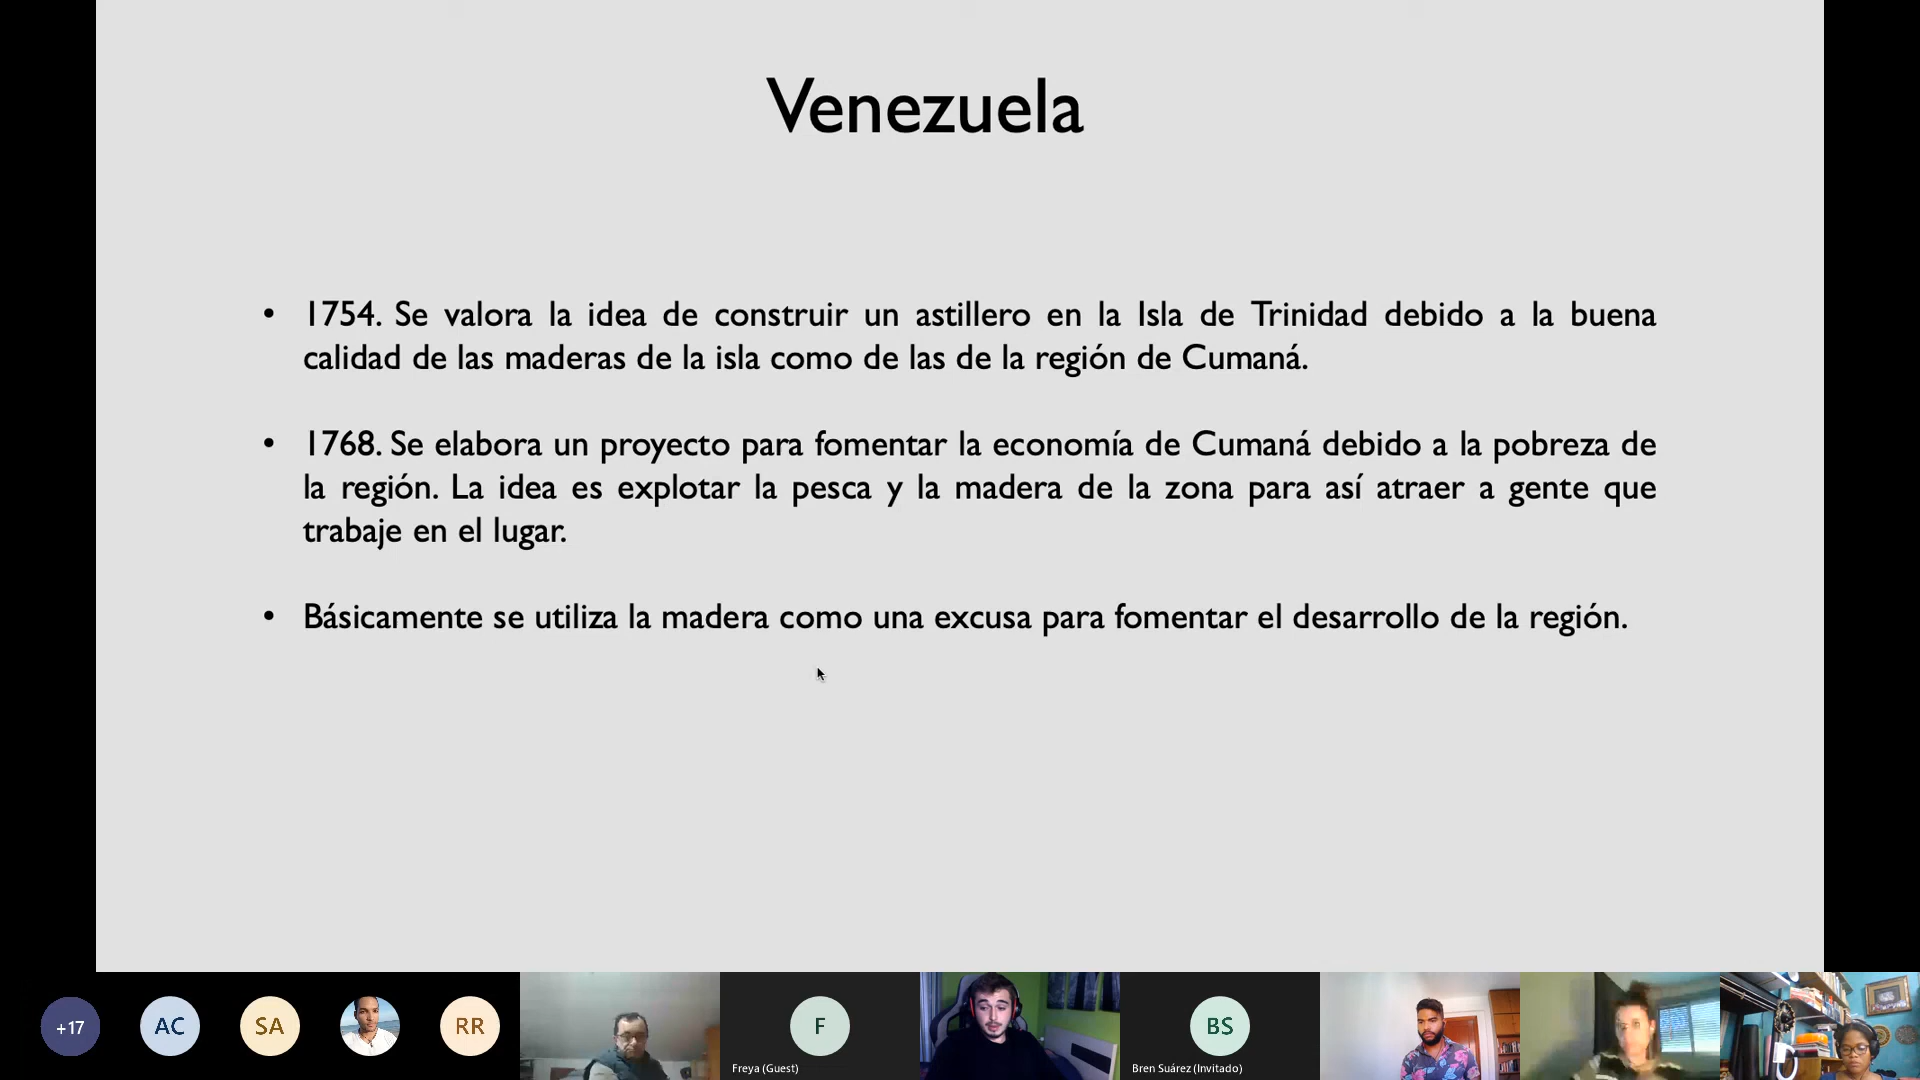 Venezuela
• 1754. Se valora la idea de construir un astillero en la Isla de Trinidad debido a la buena
calidad de las maderas de la isla como de las de la región de Cumaná.
• 1768. Se elabora un proyecto para fomentar la economía de Cumaná debido a la pobreza de
la región. La idea es explotar la pesca y la madera de la zona para así atraer a gente que
trabaje en el lugar.
• Básicamente se utiliza la madera como una excusa para fomentar el desarrollo de la región.
+17
AC
SA
RR
F
Freya (Guest)
BS
Bren Suárez (Invitado)